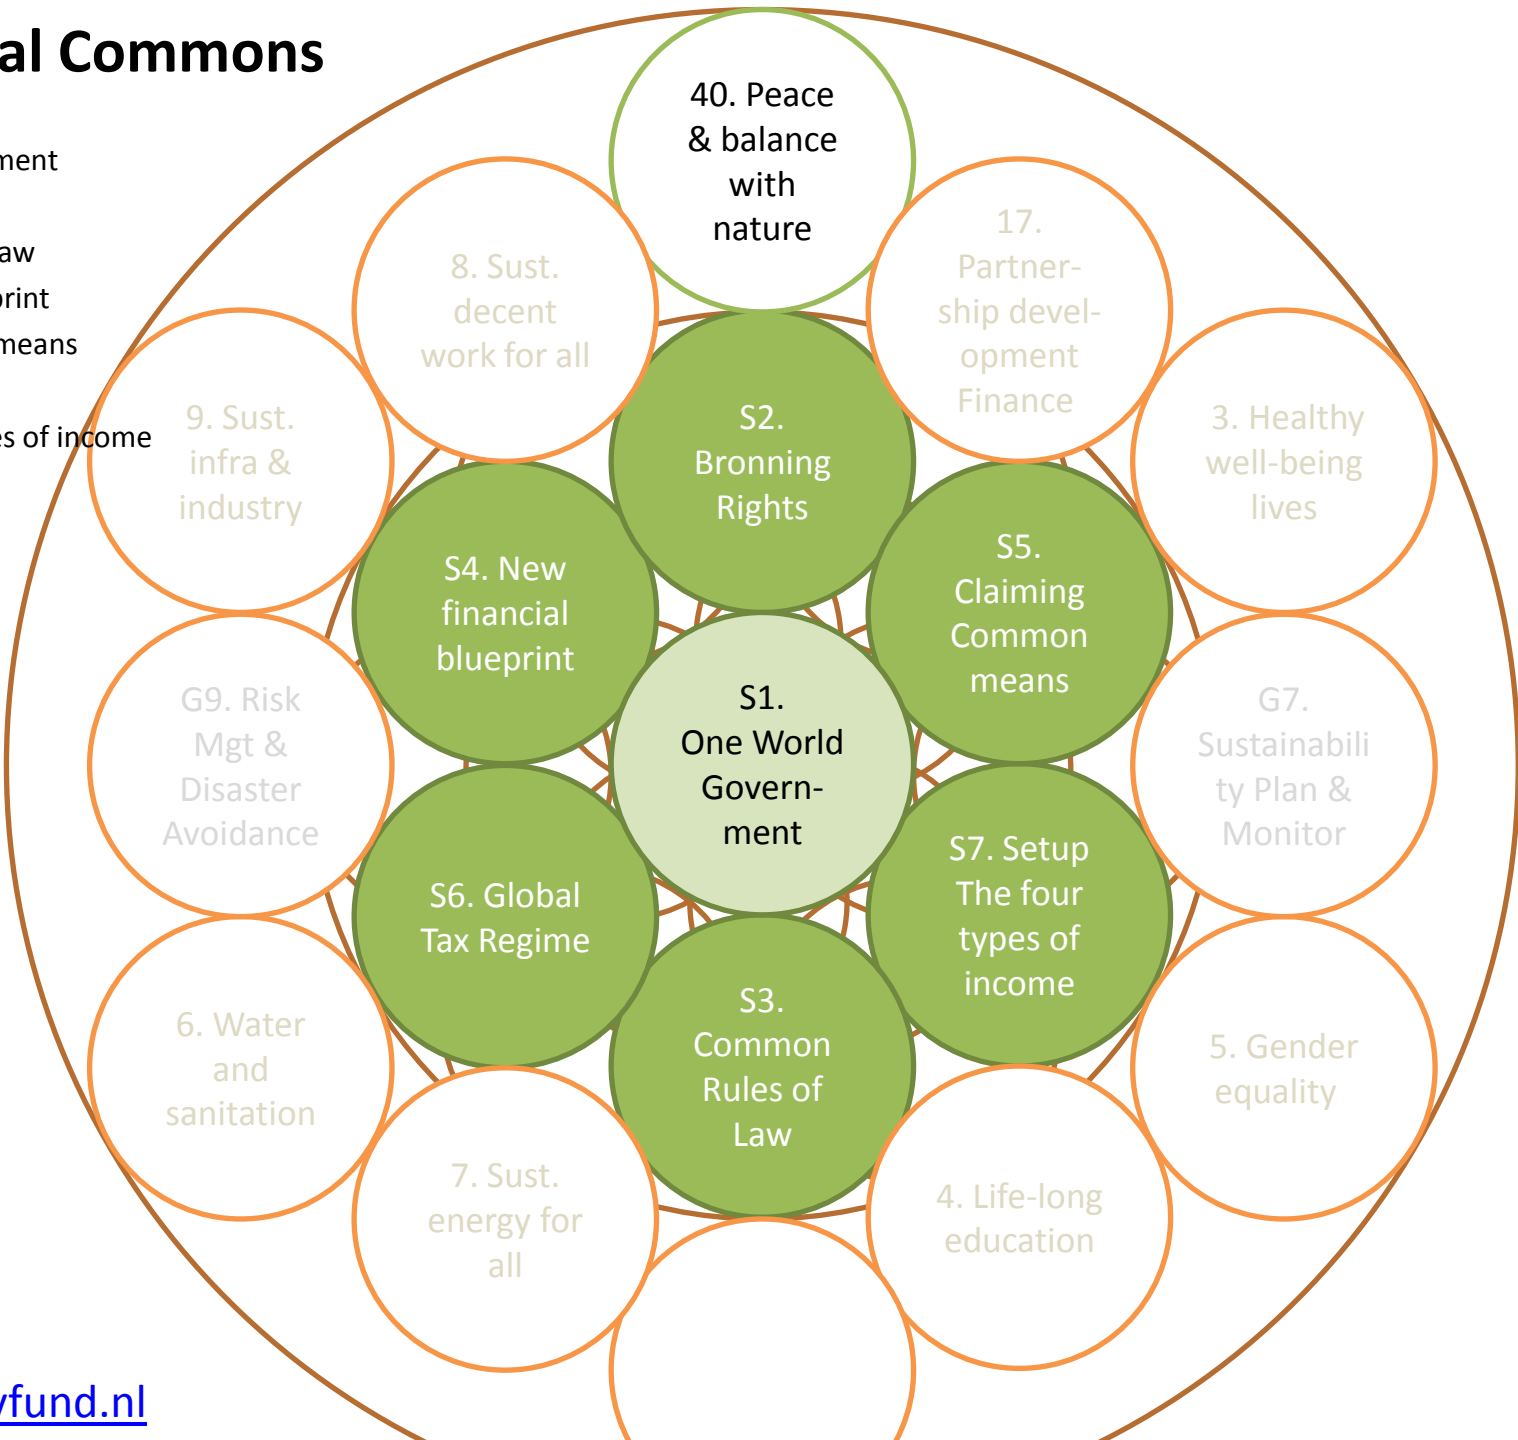 al Commons
ment
aw
print
means
es of income
40. Peace
& balance
with
nature
8. Sust.
decent
work for all
17.
Partner-
ship devel-
opment
Finance
9. Sust.
infra &
industry
S2.
Bronning
Rights
3. Healthy
well-being
lives
S4. New
financial
blueprint
S5.
Claiming
Common
means
G9. Risk
Mgt &
Disaster
Avoidance
S1.
One World
Govern-
ment
G7.
Sustainabili
ty Plan &
Monitor
S6. Global
Tax Regime
S7. Setup
The four
types of
income
6. Water
and
sanitation
S3.
Common
Rules of
Law
5. Gender
equality
7. Sust.
energy for
all
4. Life-long
education
yfund.nl